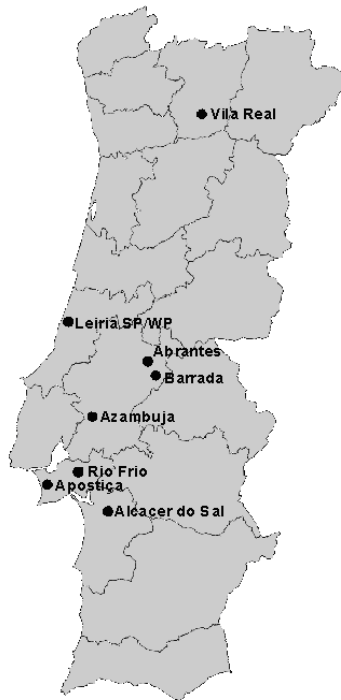 Vila Real
Leiria SP/WP
Abrantes
Barrada
Azambuja
Rio Frio
Apostiça
Alcacer do Sal